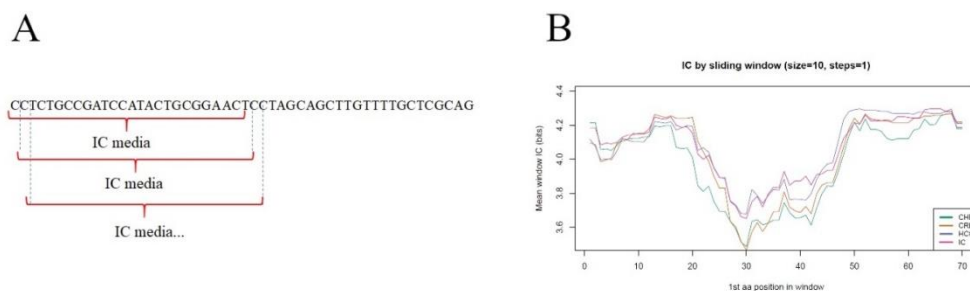 A
CCTCTGCCGATCCATACTGCGGAACTCCTAGCAGCTTGTTTTGCTCGCAG
IC media
IC media
IC media...
B
IC by sliding window (size=10, steps=1)
Mean window IC (bits)
4.4
4.2
4.0
3.8
3.6
0 10 20 30 40 50 60 70
1st aa position in window
IC